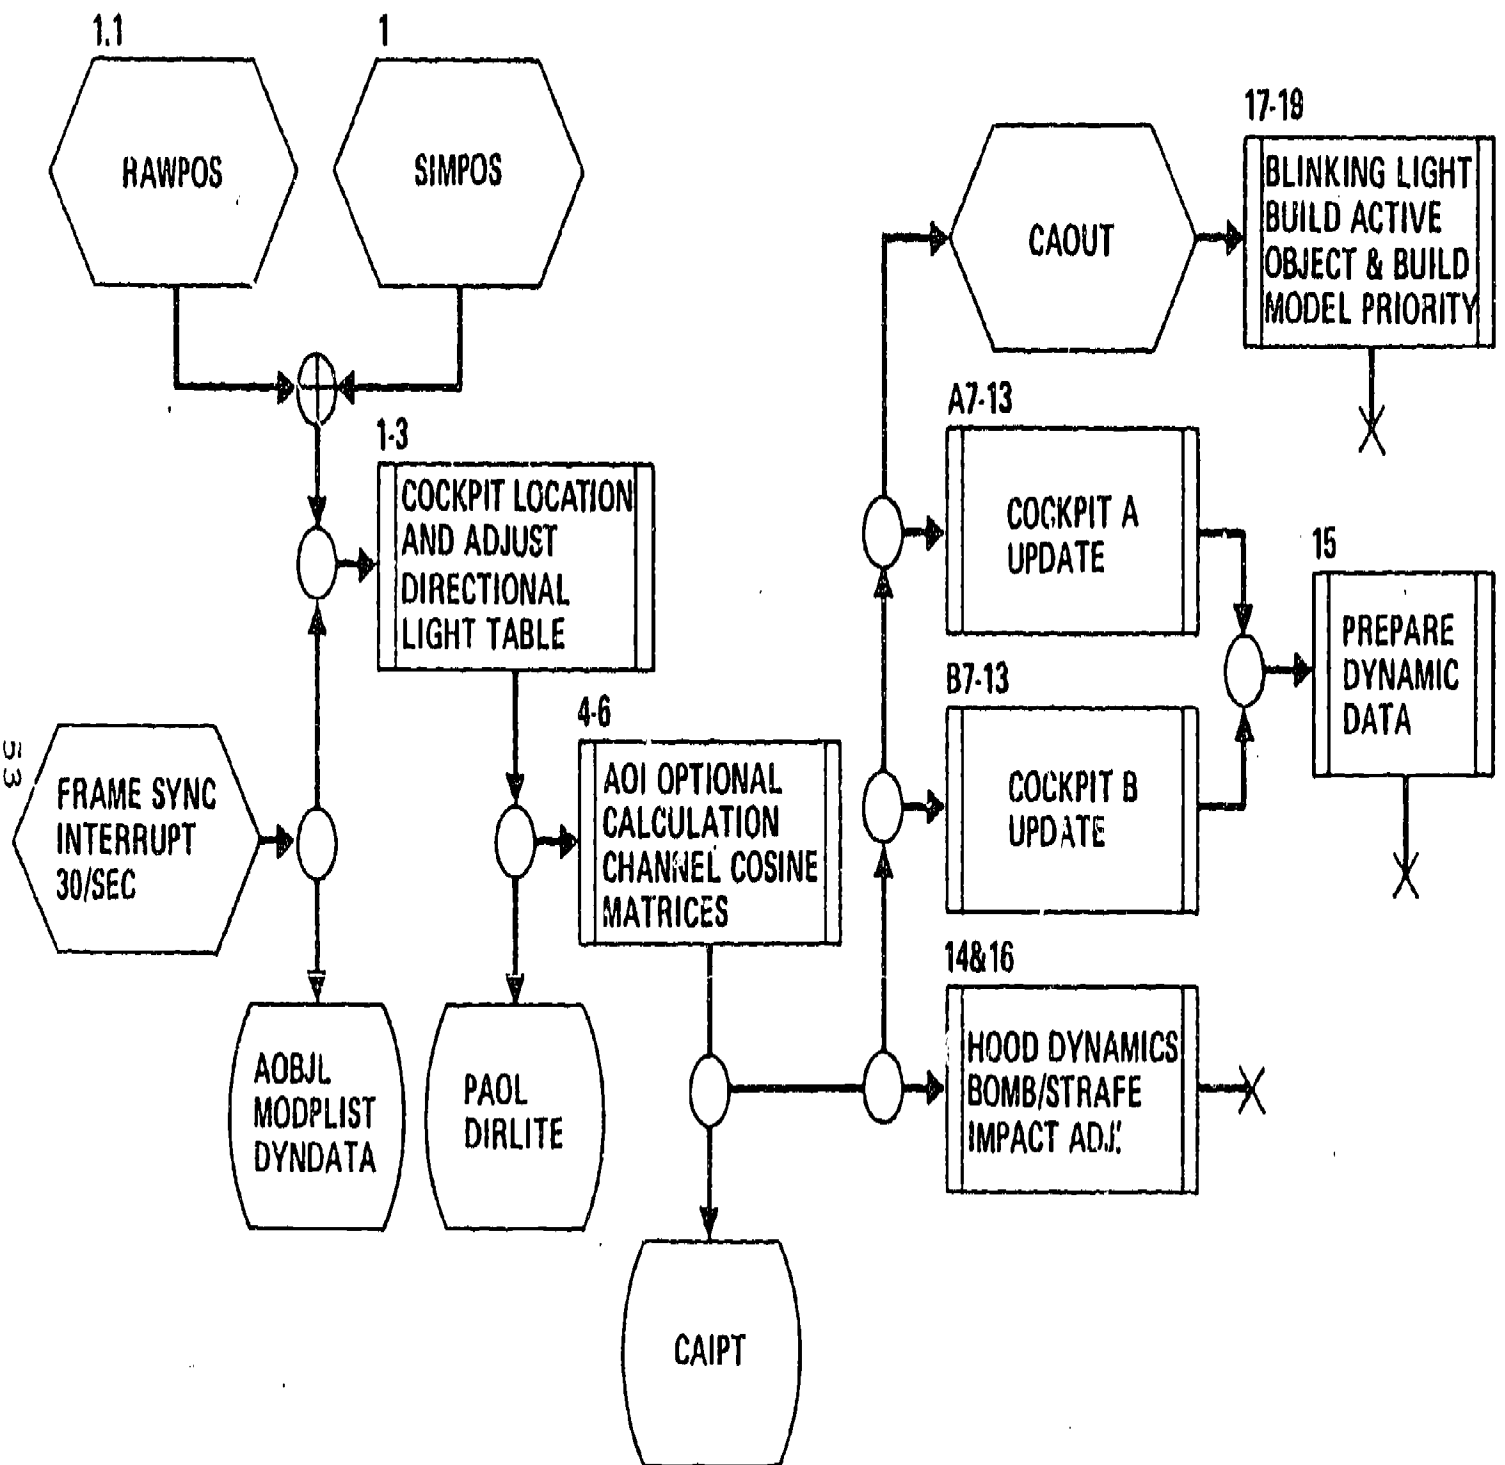 1.1
RAWPOS
1
SIMPOS
1-3
COCKPIT LOCATION
AND ADJUST
DIRECTIONAL
LIGHT TABLE
53
FRAME SYNC
INTERRUPT
30/SEC
AOBJL
MODPLIST
DYNDATA
PAOL
DIRLITE
4-6
AOI OPTIONAL
CALCULATION
CHANNEL COSINE
MATRICES
CAIPT
CAOUT
17-19
BLINKING LIGHT
BUILD ACTIVE
OBJECT & BUILD
MODEL PRIORITY
A7-13
COCKPIT A
UPDATE
B7-13
COCKPIT B
UPDATE
15
PREPARE
DYNAMIC
DATA
14&16
HOOD DYNAMICS
BOMB/STRAFE
IMPACT ADJ.